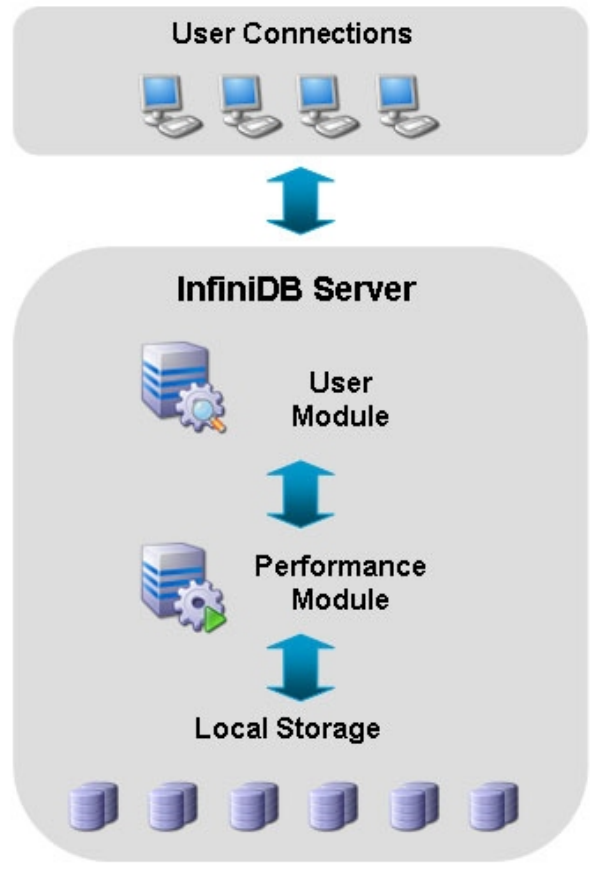 User Connections
InfiniDB Server
User
Module
Performance
Module
Local Storage